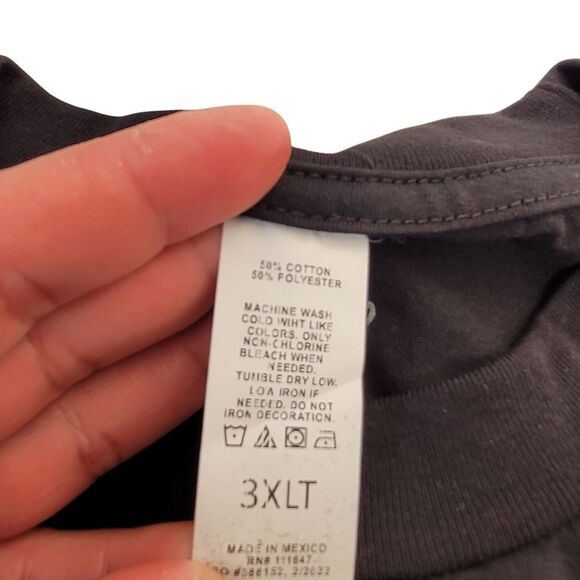 50% COTTON
50% POLYESTER
MACHINE WASH
COLD WIHT LIKE
COLORS. ONLY
NON-CHLORINE
BLEACH WHEN
NEEDED.
TUMBLE DRY LOW.
LOW IRON IF
NEEDED. DO NOT
IRON DECORATION.
3XLT
MADE IN MEXICO
RN# 111647